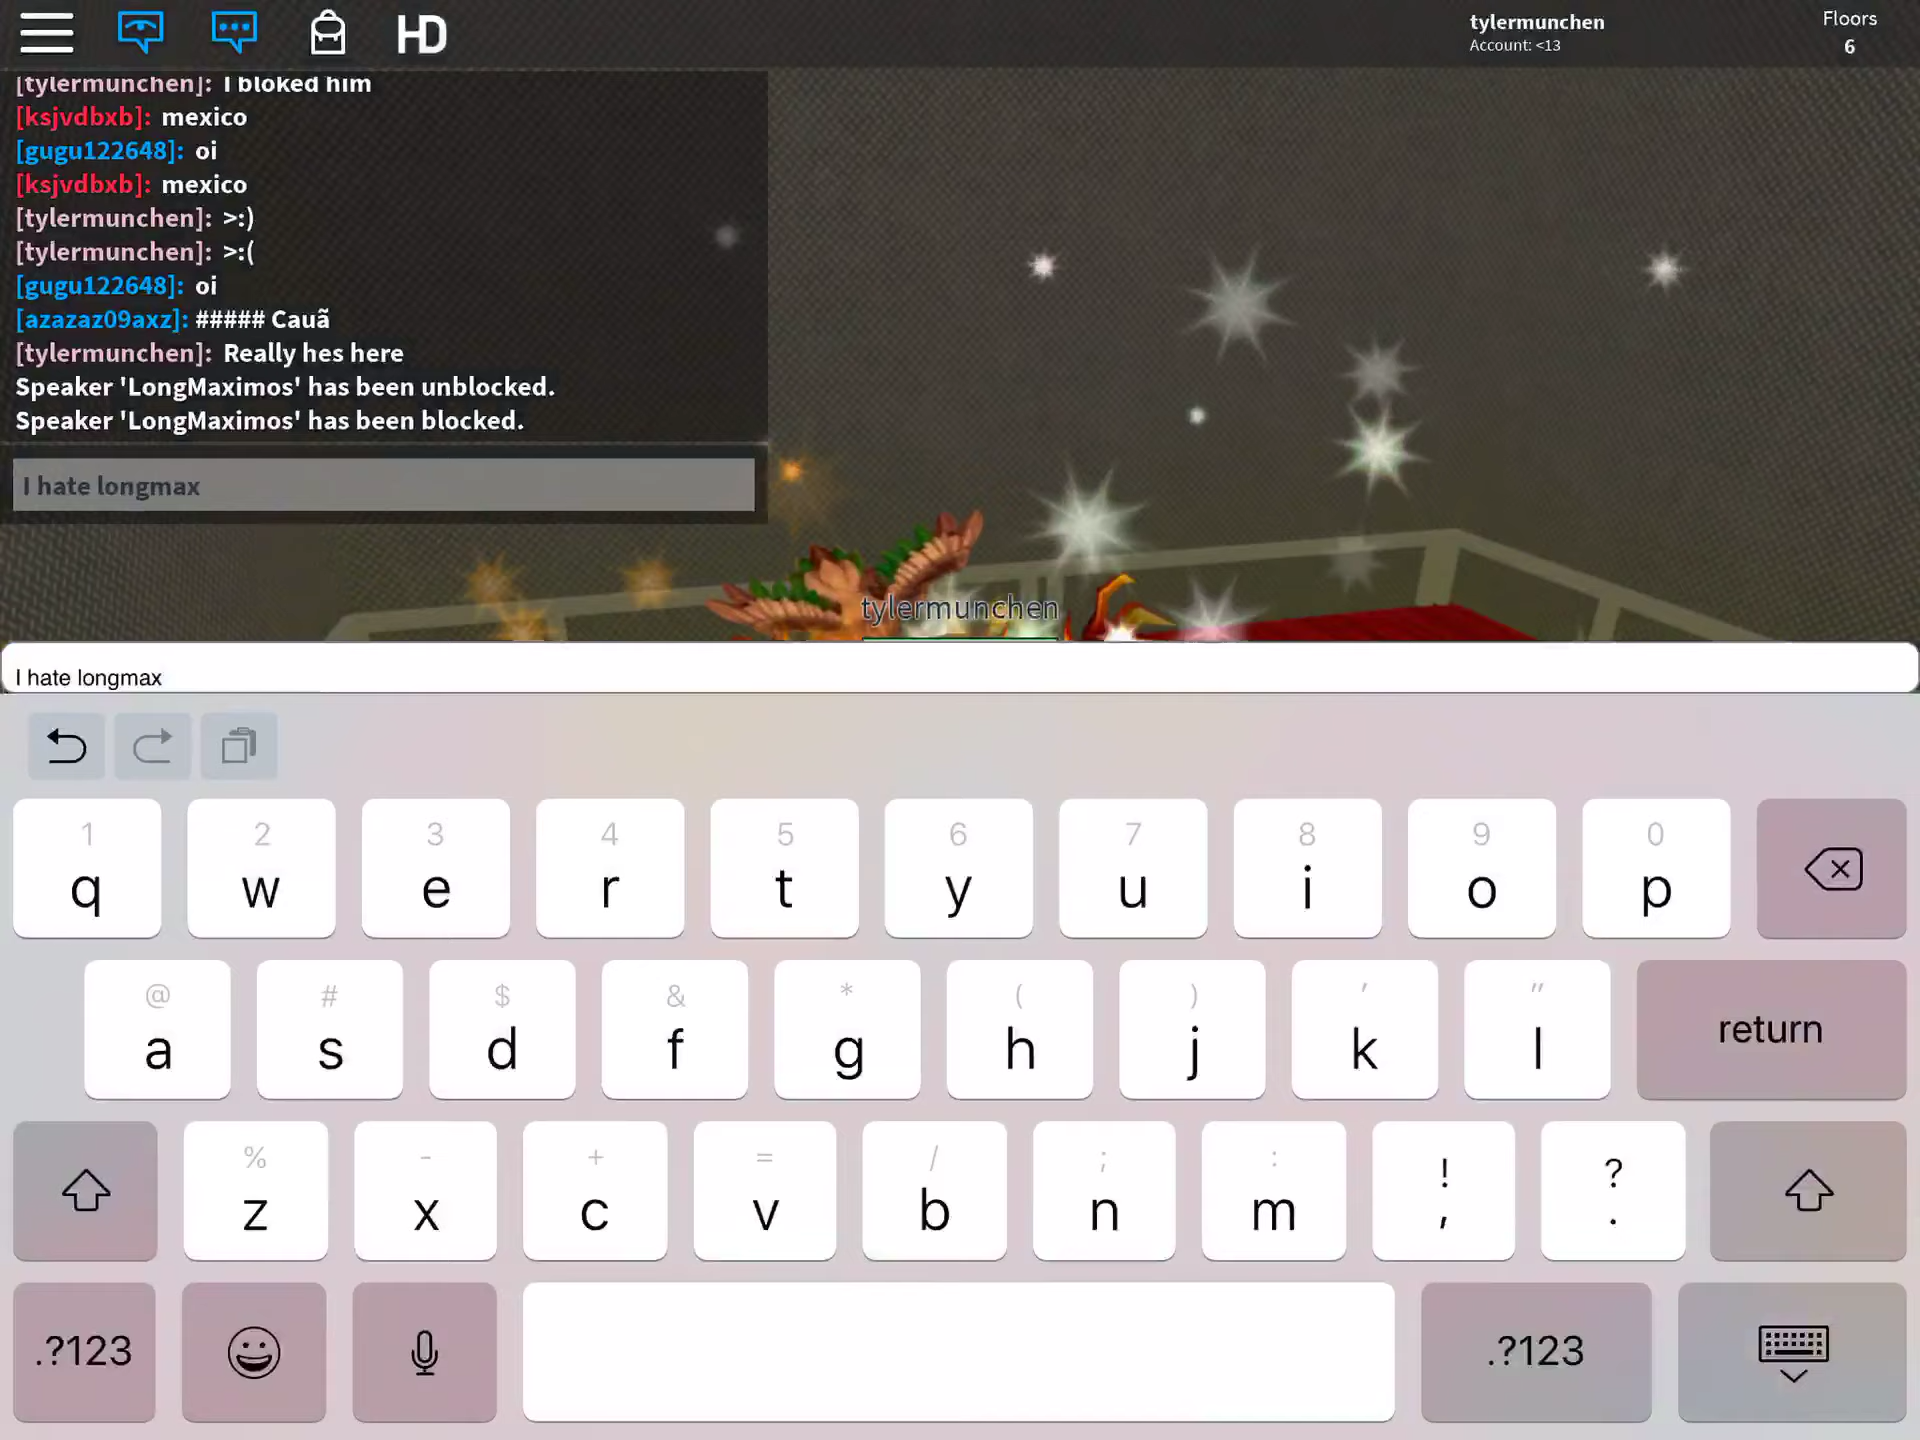 HD
tylermunchen
Account: <13
Floors
6
[tylermunchen]: I bloked him
[ksjvdbxb]: mexico
[gugu122648]: oi
[ksjvdbxb]: mexico
[tylermunchen]: >:)
[tylermunchen]: >:(
[gugu122648]: oi
[azazaz09axz]: ##### Cauã
[tylermunchen]: Really hes here
Speaker 'LongMaximos' has been unblocked.
Speaker 'LongMaximos' has been blocked.
I hate longmax
tylermunchen
I hate longmax
1 2 3 4 5 6 7 8 9 0
q w e r t y u i o p
@ # $ & * ( ) ' "
a s d f g h j k l return
% - + = / ; : ! ?
z x c v b n m , .
.?123 .?123